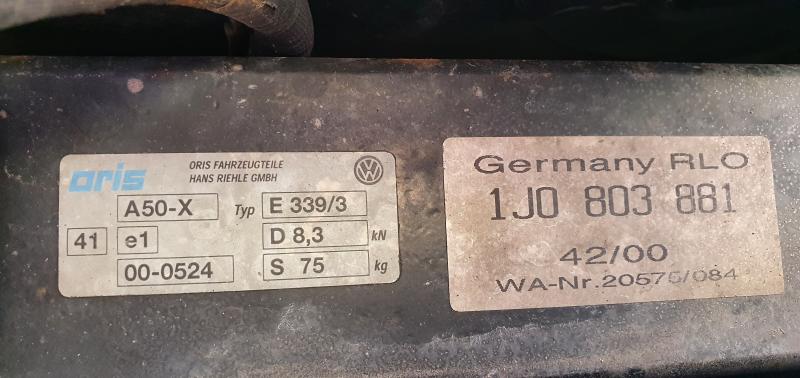 oris
ORIS FAHRZEUGTEILE
HANS RIEHLE GMBH
A50-X Typ E 339/3
41 e1 D 8,3 kN
00-0524 S 75 kg
Germany RLO
1J0 803 881
42/00
WA-Nr.20575/084